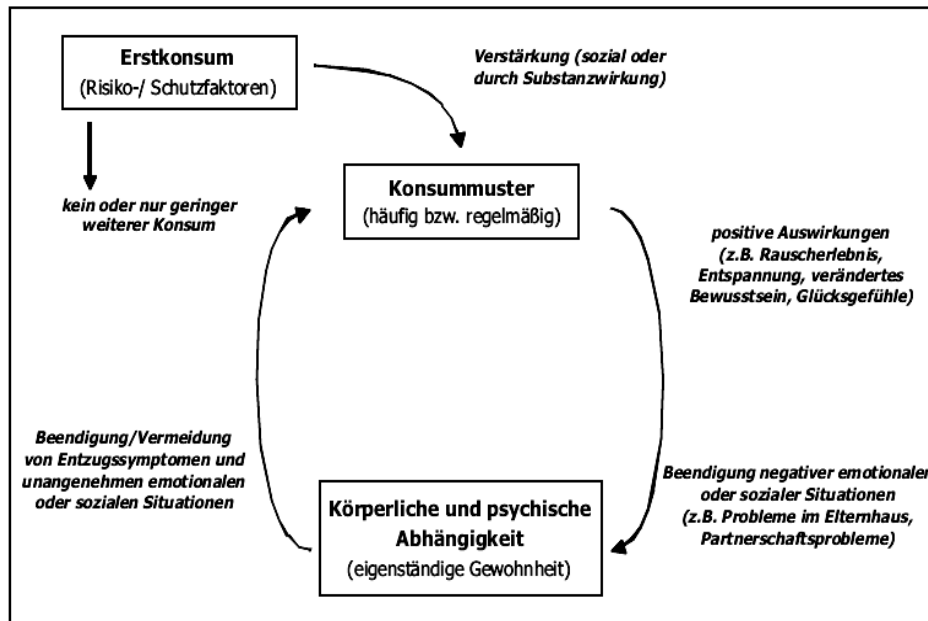 Erstkonsum
(Risiko-/ Schutzfaktoren)
Verstärkung (sozial oder
durch Substanzwirkung)
kein oder nur geringer
weiterer Konsum
Konsummuster
(häufig bzw. regelmäßig)
positive Auswirkungen
(z.B. Rauscherlebnis,
Entspannung, verändertes
Bewusstsein, Glücksgefühle)
Beendigung/Vermeidung
von Entzugssymptomen und
unangenehmen emotionalen
oder sozialen Situationen
Körperliche und psychische
Abhängigkeit
(eigenständige Gewohnheit)
Beendigung negativer emotionaler
oder sozialer Situationen
(z.B. Probleme im Elternhaus,
Partnerschaftsprobleme)